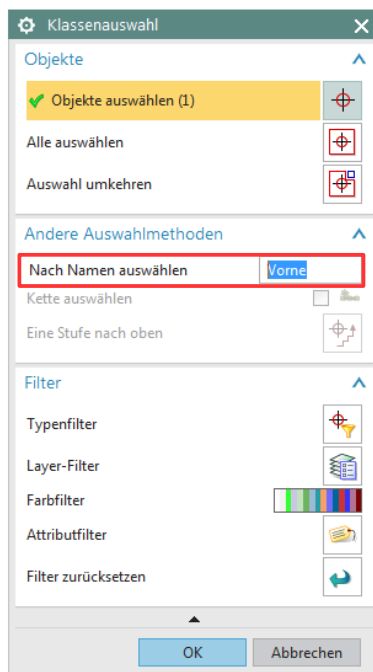 Klassenauswahl
Objekte
Objekte auswählen (1)
Alle auswählen
Auswahl umkehren
Andere Auswahlmethoden
Nach Namen auswählen Vorne
Kette auswählen
Eine Stufe nach oben
Filter
Typenfilter
Layer-Filter
Farbfilter
Attributfilter
Filter zurücksetzen
OK Abbrechen